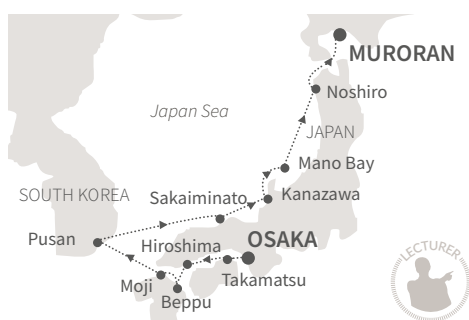 MURORAN
Noshiro
Japan Sea
JAPAN
Mano Bay
SOUTH KOREA
Sakaiminato
Kanazawa
Pusan
Hiroshima
OSAKA
Moji
Takamatsu
Beppu
LECTURER